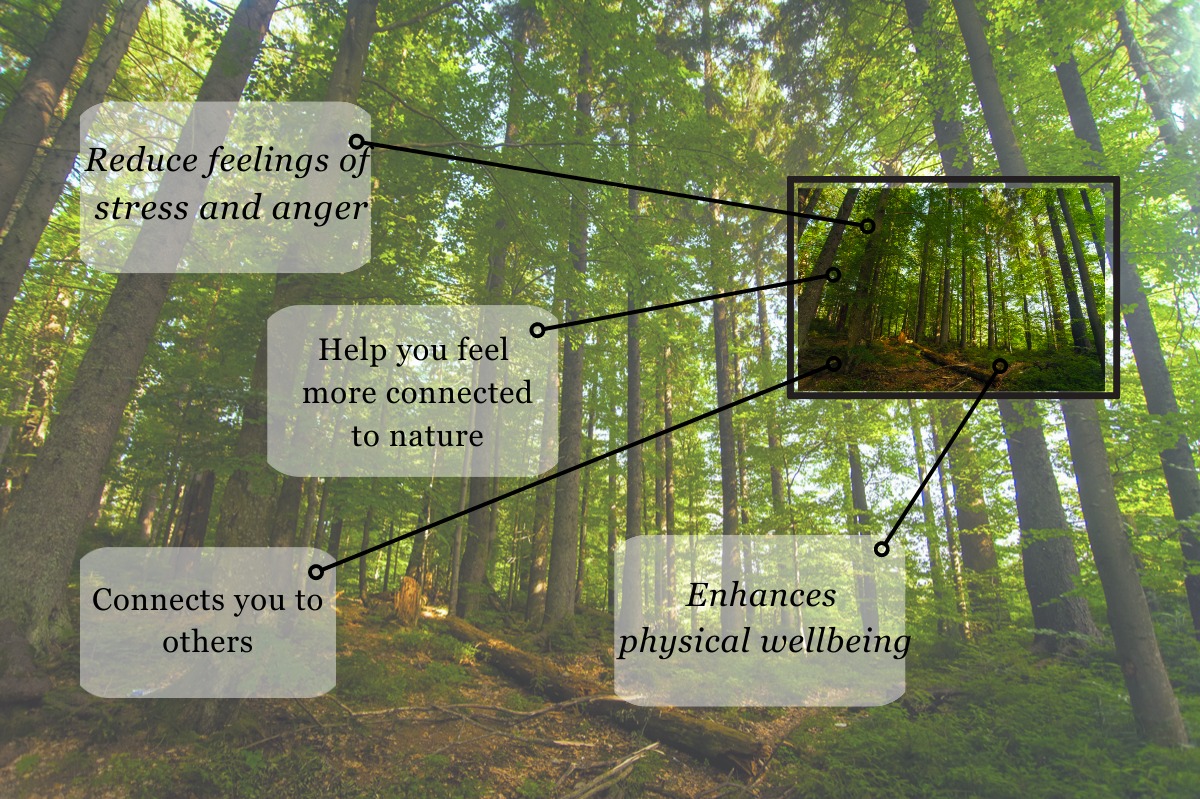 Reduce feelings of
stress and anger
Help you feel
more connected
to nature
Connects you to
others
Enhances
physical wellbeing